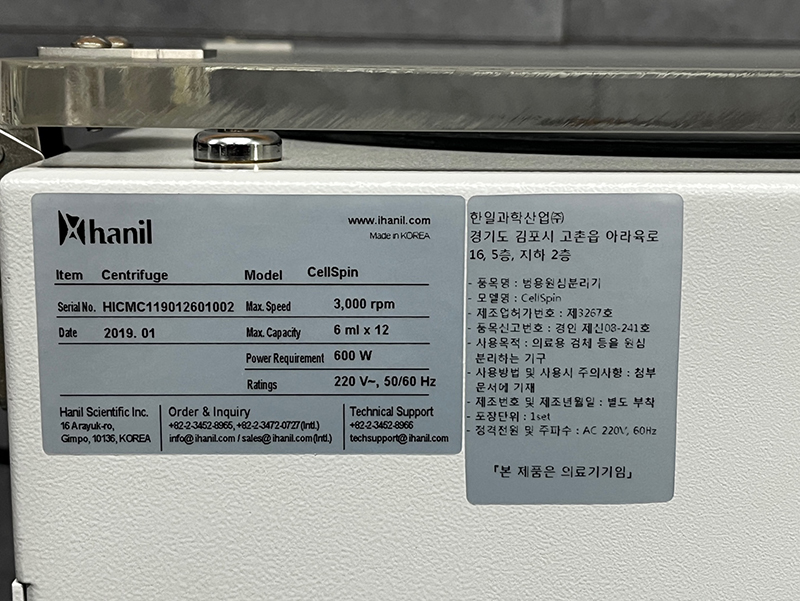 hanil
www.ihanil.com
Made in KOREA
Item Centrifuge Model CellSpin
Serial No. HICMC119012601002 Max. Speed 3,000 rpm
Date 2019. 01 Max. Capacity 6 ml x 12
Power Requirement 600 W
Ratings 220 V~, 50/60 Hz
Hanil Scientific Inc.
16 Arayuk-ro,
Gimpo, 10136, KOREA
Order & Inquiry
+82-2-3452-8965, +82-2-3472-0727(Intl.)
info@ihanil.com / sales@ihanil.com(Intl.)
Technical Support
+82-2-3452-8966
techsupport@ihanil.com
한일과학산업㈜
경기도 김포시 고촌읍 아라육로
16, 5층, 지하 2층
- 품목명 : 범용원심분리기
- 모델명 : CellSpin
- 제조업허가번호 : 제3267호
- 품목신고번호 : 경인 제신08-241호
- 사용목적 : 의료용 검체 등을 원심
분리하는 기구
- 사용방법 및 사용시 주의사항 : 첨부
문서에 기재
- 제조번호 및 제조년월일 : 별도 부착
- 포장단위 : 1set
- 정격전원 및 주파수 : AC 220V, 60Hz
『본 제품은 의료기기임』